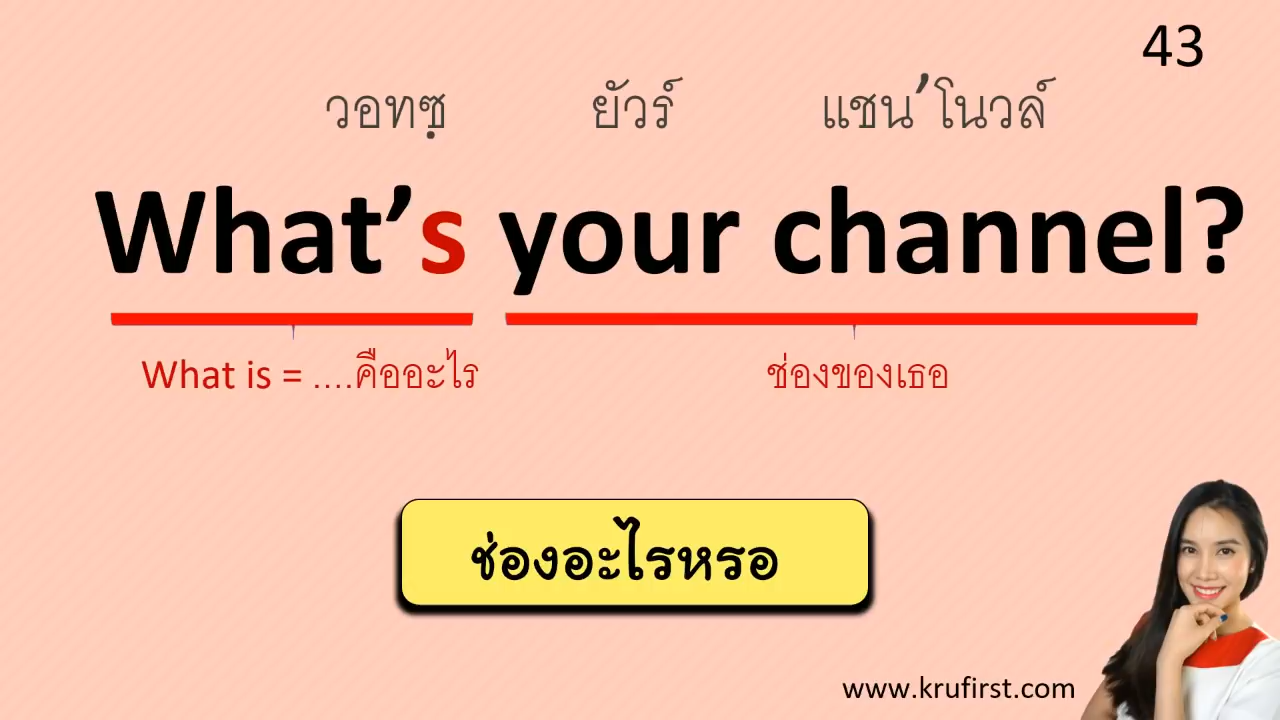 43
วอทซฺ ยัวร์ แชน’โนวล์
What’s your channel?
What is = ....คืออะไร ช่องของเธอ
ช่องอะไรหรอ
www.krufirst.com